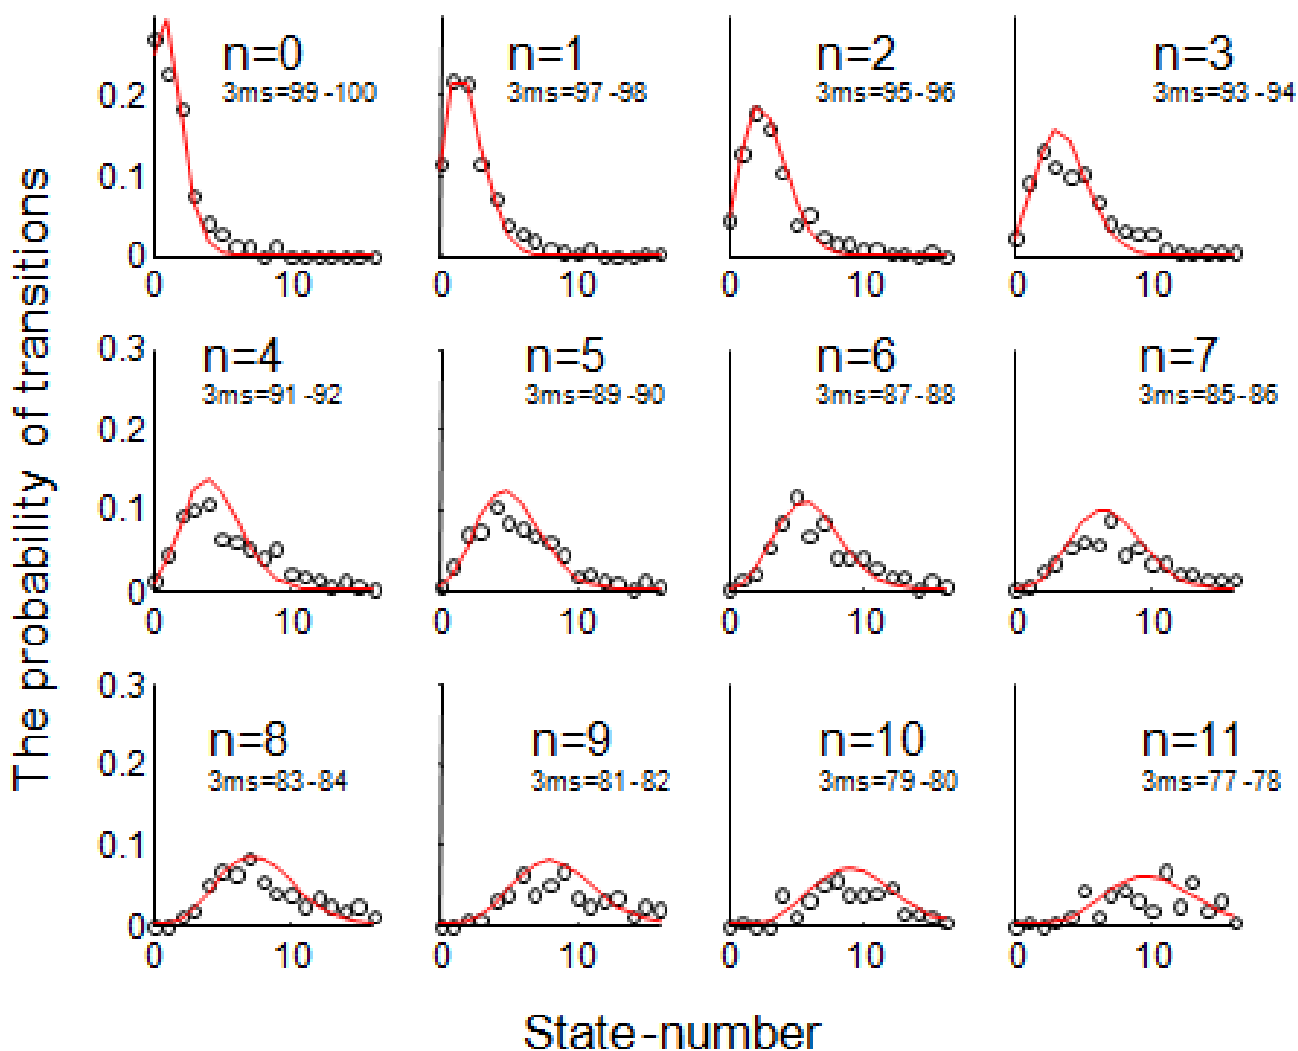 The probability of transitions
n=0
3ms=99-100
n=1
3ms=97-98
n=2
3ms=95-96
n=3
3ms=93-94
0.2
0.1
0
0 10
0 10
0 10
0 10
n=4
3ms=91-92
n=5
3ms=89-90
n=6
3ms=87-88
n=7
3ms=85-86
0.3
0.2
0.1
0
0 10
0 10
0 10
0 10
n=8
3ms=83-84
n=9
3ms=81-82
n=10
3ms=79-80
n=11
3ms=77-78
0.3
0.2
0.1
0
0 10
0 10
0 10
0 10
State-number